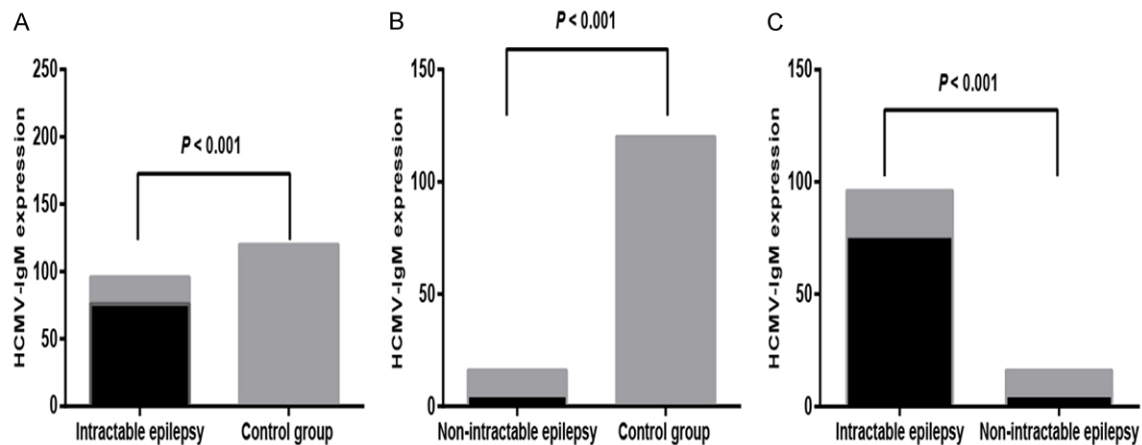 A
HCMV-IgM expression
250
200
150
100
50
0
P < 0.001
Intractable epilepsy
Control group
B
HCMV-IgM expression
150
100
50
0
P < 0.001
Non-intractable epilepsy
Control group
C
HCMV-IgM expression
150
100
50
0
P < 0.001
Intractable epilepsy
Non-intractable epilepsy